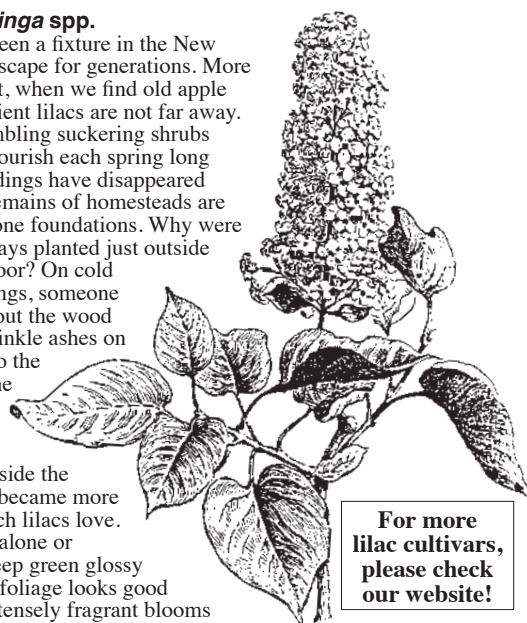 inga spp.
een a fixture in the New
scape for generations. More
t, when we find old apple
ient lilacs are not far away.
mbling suckering shrubs
ourish each spring long
dings have disappeared
emains of homesteads are
one foundations. Why were
ays planted just outside
oor? On cold
ngs, someone
out the wood
inkle ashes on
o the
ne
side the
became more
ch lilacs love.
alone or
eep green glossy
foliage looks good
tensely fragrant blooms
For more
lilac cultivars,
please check
our website!